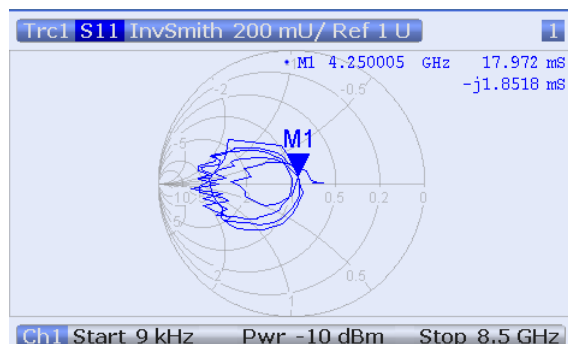 Trc1 S11 InvSmith 200 mU/ Ref 1 U 1
• M1 4.250005 GHz 17.972 mS
-j1.8518 mS
-2 -0.5
M1
-5
-10 0.5 0.2 0
5
2 0.5
1
Ch1 Start 9 kHz Pwr -10 dBm Stop 8.5 GHz